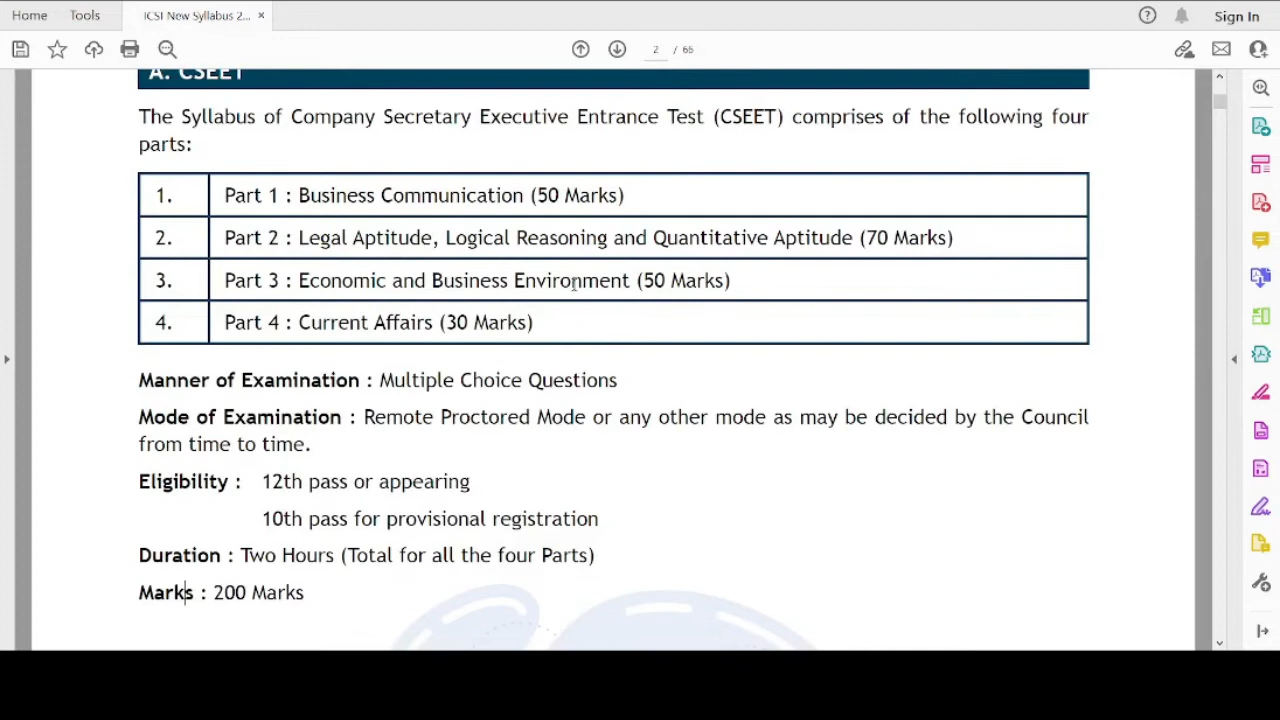 Home Tools ICSI New Syllabus 2... × Sign In
2 / 65
A. CSEET
The Syllabus of Company Secretary Executive Entrance Test (CSEET) comprises of the following four
parts:
1. Part 1 : Business Communication (50 Marks)
2. Part 2 : Legal Aptitude, Logical Reasoning and Quantitative Aptitude (70 Marks)
3. Part 3 : Economic and Business Environment (50 Marks)
4. Part 4 : Current Affairs (30 Marks)
Manner of Examination : Multiple Choice Questions
Mode of Examination : Remote Proctored Mode or any other mode as may be decided by the Council
from time to time.
Eligibility : 12th pass or appearing
10th pass for provisional registration
Duration : Two Hours (Total for all the four Parts)
Marks : 200 Marks